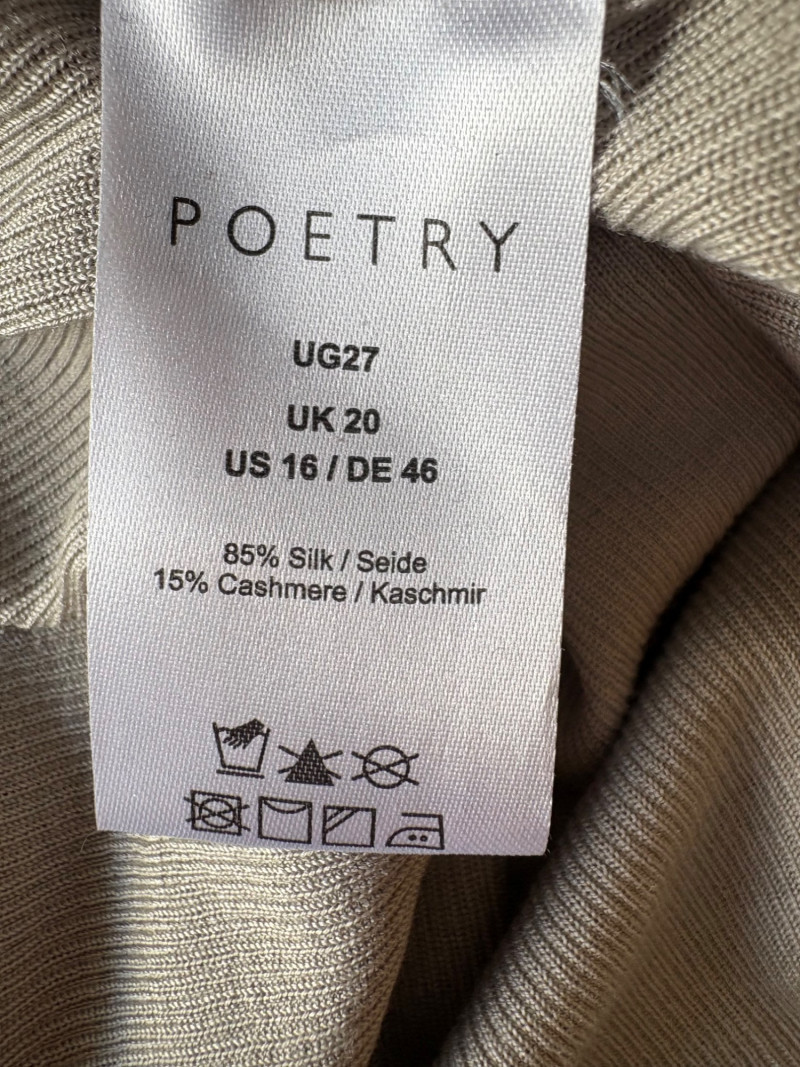 POETRY
UG27
UK 20
US 16 / DE 46
85% Silk / Seide
15% Cashmere / Kaschmir